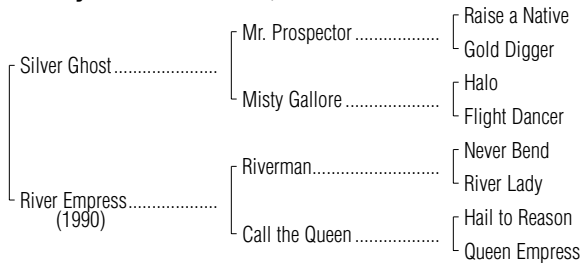 Raise a Native
Mr. Prospector ....................
Gold Digger
Silver Ghost.......................
Halo
Misty Gallore ......................
Flight Dancer
Never Bend
Riverman.............................
River Lady
River Empress....................
(1990)
Hail to Reason
Call the Queen ...................
Queen Empress